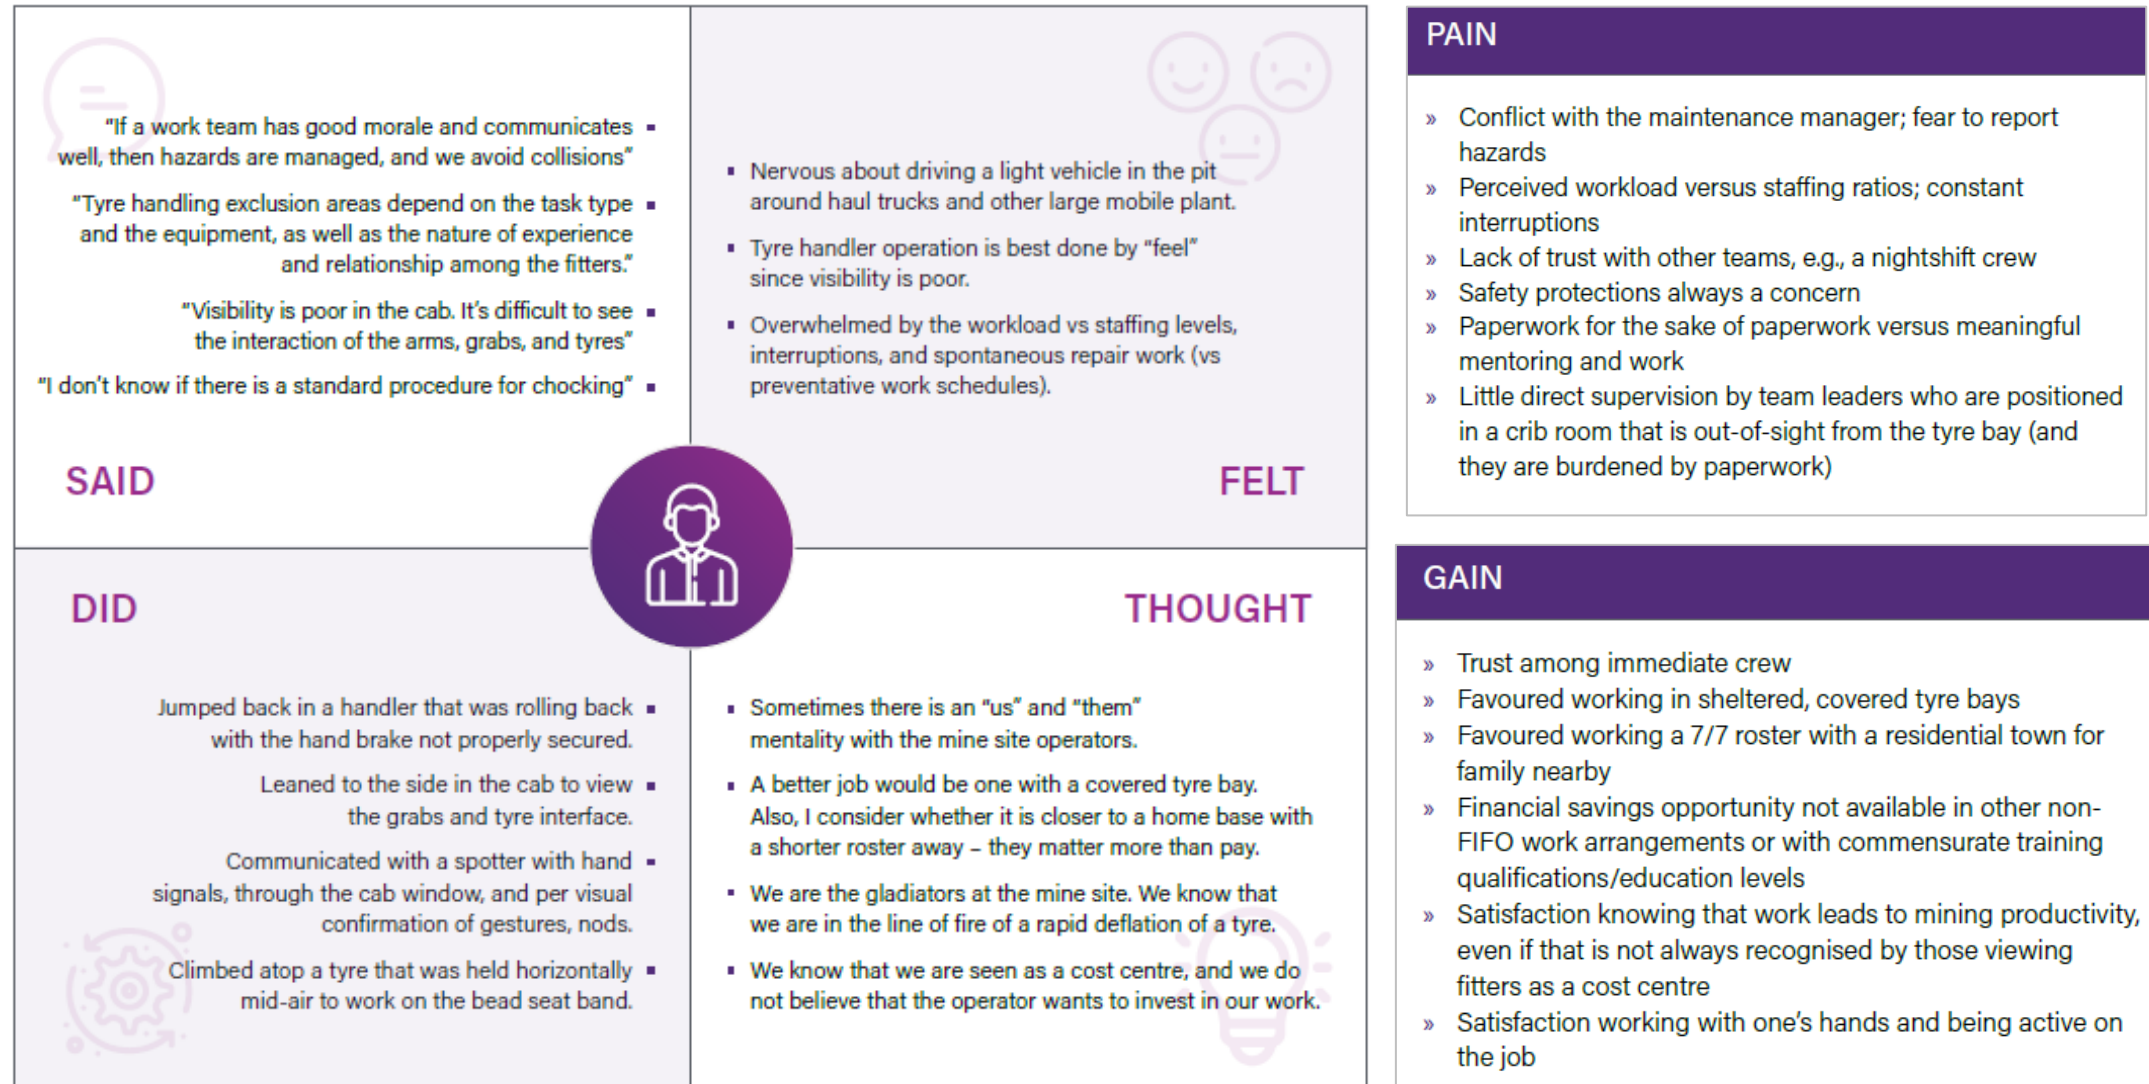 "If a work team has good morale and communicates
well, then hazards are managed, and we avoid collisions"
"Tyre handling exclusion areas depend on the task type
and the equipment, as well as the nature of experience
and relationship among the fitters."
"Visibility is poor in the cab. It's difficult to see
the interaction of the arms, grabs, and tyres"
"I don't know if there is a standard procedure for chocking"
SAID
▪ Nervous about driving a light vehicle in the pit
around haul trucks and other large mobile plant.
▪ Tyre handler operation is best done by "feel"
since visibility is poor.
▪ Overwhelmed by the workload vs staffing levels,
interruptions, and spontaneous repair work (vs
preventative work schedules).
FELT
DID
Jumped back in a handler that was rolling back
with the hand brake not properly secured.
Leaned to the side in the cab to view
the grabs and tyre interface.
Communicated with a spotter with hand
signals, through the cab window, and per visual
confirmation of gestures, nods.
Climbed atop a tyre that was held horizontally
mid-air to work on the bead seat band.
THOUGHT
▪ Sometimes there is an "us" and "them"
mentality with the mine site operators.
▪ A better job would be one with a covered tyre bay.
Also, I consider whether it is closer to a home base with
a shorter roster away – they matter more than pay.
▪ We are the gladiators at the mine site. We know that
we are in the line of fire of a rapid deflation of a tyre.
▪ We know that we are seen as a cost centre, and we do
not believe that the operator wants to invest in our work.
PAIN
» Conflict with the maintenance manager; fear to report
hazards
» Perceived workload versus staffing ratios; constant
interruptions
» Lack of trust with other teams, e.g., a nightshift crew
» Safety protections always a concern
» Paperwork for the sake of paperwork versus meaningful
mentoring and work
» Little direct supervision by team leaders who are positioned
in a crib room that is out-of-sight from the tyre bay (and
they are burdened by paperwork)
GAIN
» Trust among immediate crew
» Favoured working in sheltered, covered tyre bays
» Favoured working a 7/7 roster with a residential town for
family nearby
» Financial savings opportunity not available in other non-
FIFO work arrangements or with commensurate training
qualifications/education levels
» Satisfaction knowing that work leads to mining productivity,
even if that is not always recognised by those viewing
fitters as a cost centre
» Satisfaction working with one's hands and being active on
the job